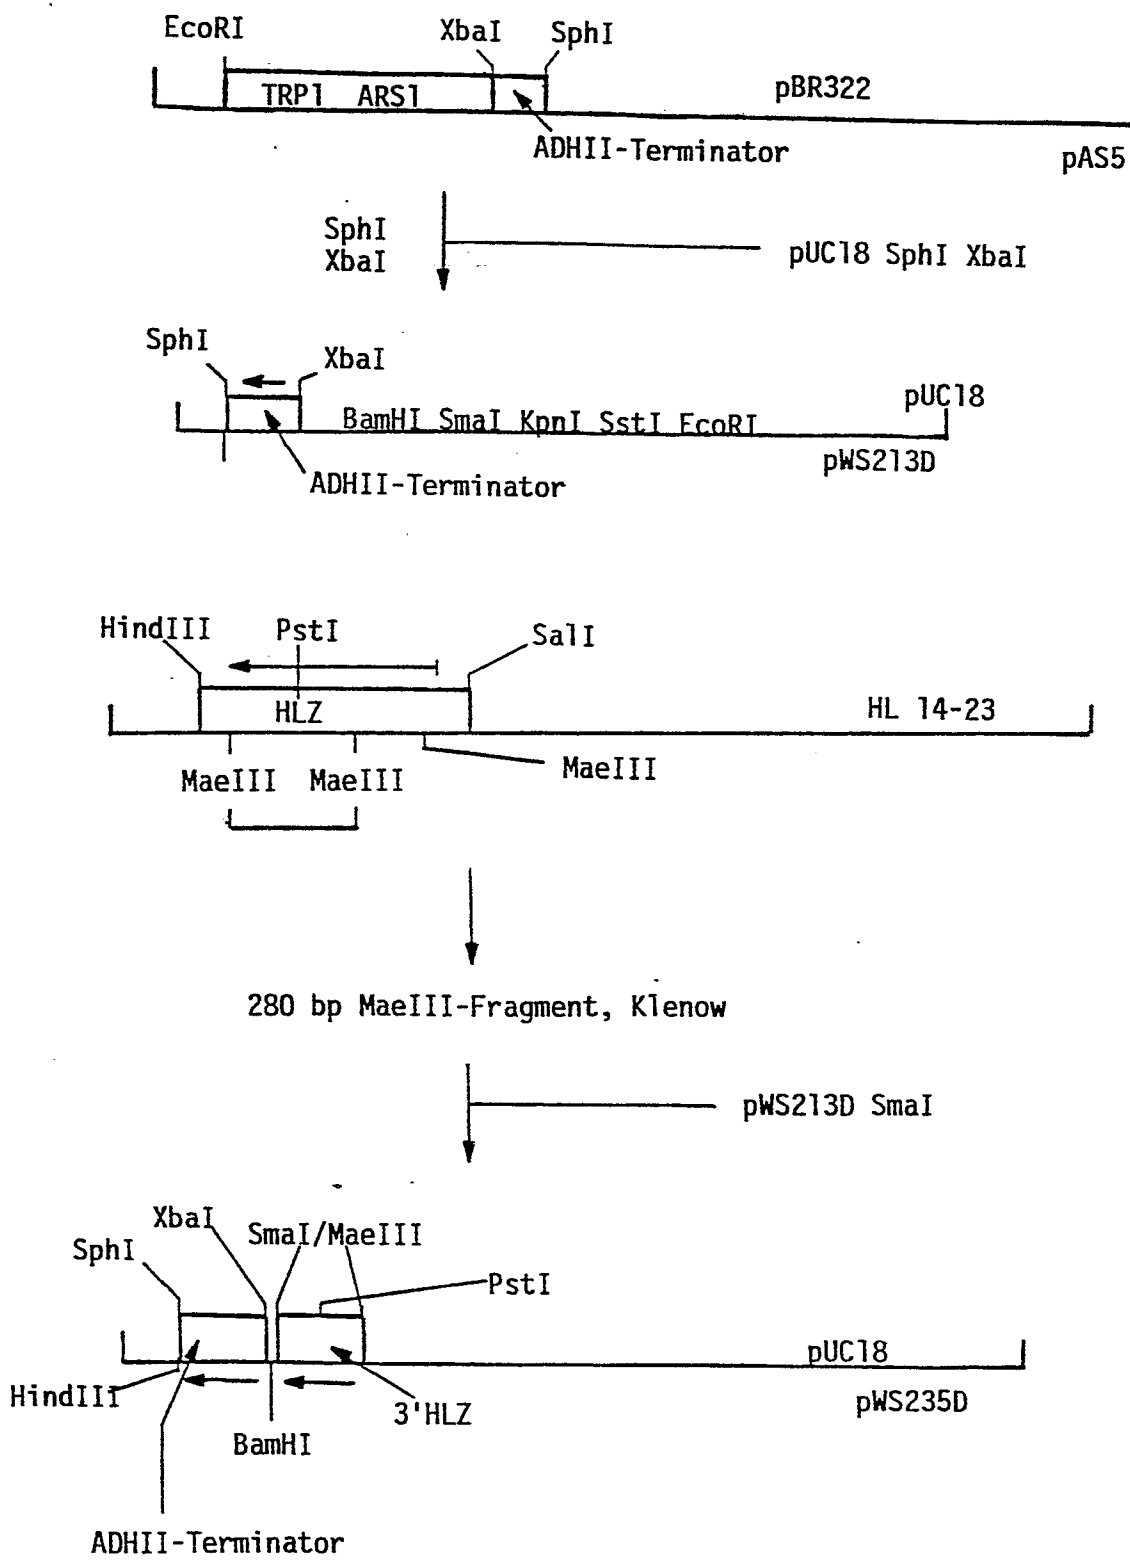 EcoRI
XbaI SphI
TRP1 ARS1
pBR322
ADHII-Terminator
pAS5
SphI
XbaI
pUC18 SphI XbaI
SphI
XbaI
pUC18
BamHI SmaI KpnI SstI EcoRI
pWS213D
ADHII-Terminator
HindIII PstI SalI
HLZ
HL 14-23
MaeIII MaeIII MaeIII
280 bp MaeIII-Fragment, Klenow
pWS213D SmaI
XbaI SmaI/MaeIII
SphI
PstI
pUC18
HindIII
3'HLZ
pWS235D
BamHI
ADHII-Terminator